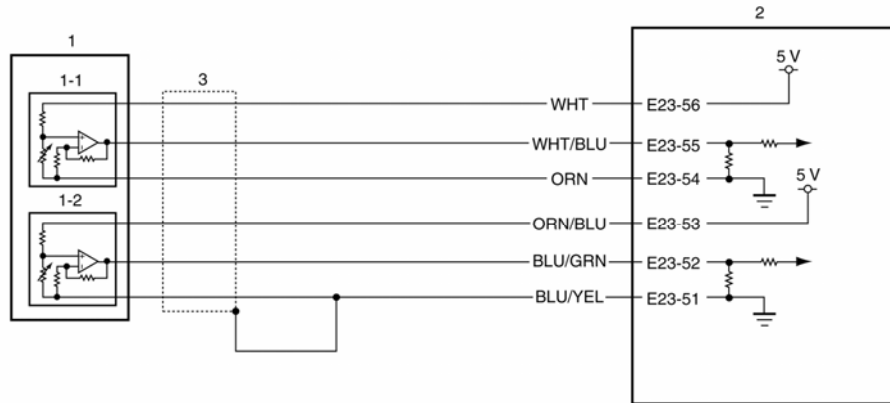 1
2
1-1
3
5 V
WHT
E23-56
WHT/BLU
E23-55
ORN
E23-54
5 V
1-2
ORN/BLU
E23-53
BLU/GRN
E23-52
BLU/YEL
E23-51